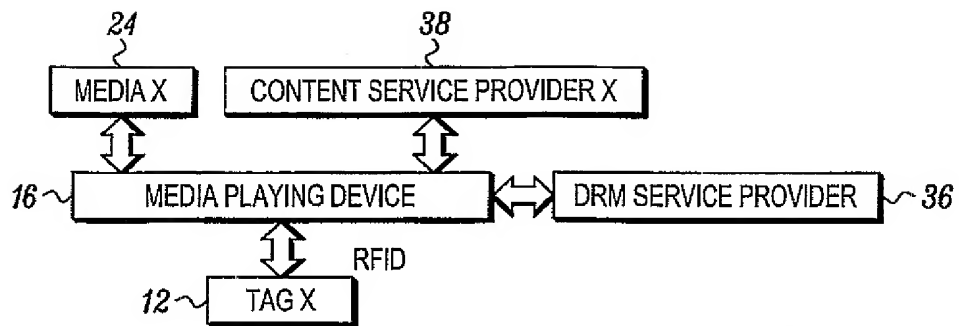 24
38
MEDIA X
CONTENT SERVICE PROVIDER X
16
MEDIA PLAYING DEVICE
DRM SERVICE PROVIDER
36
RFID
12
TAG X